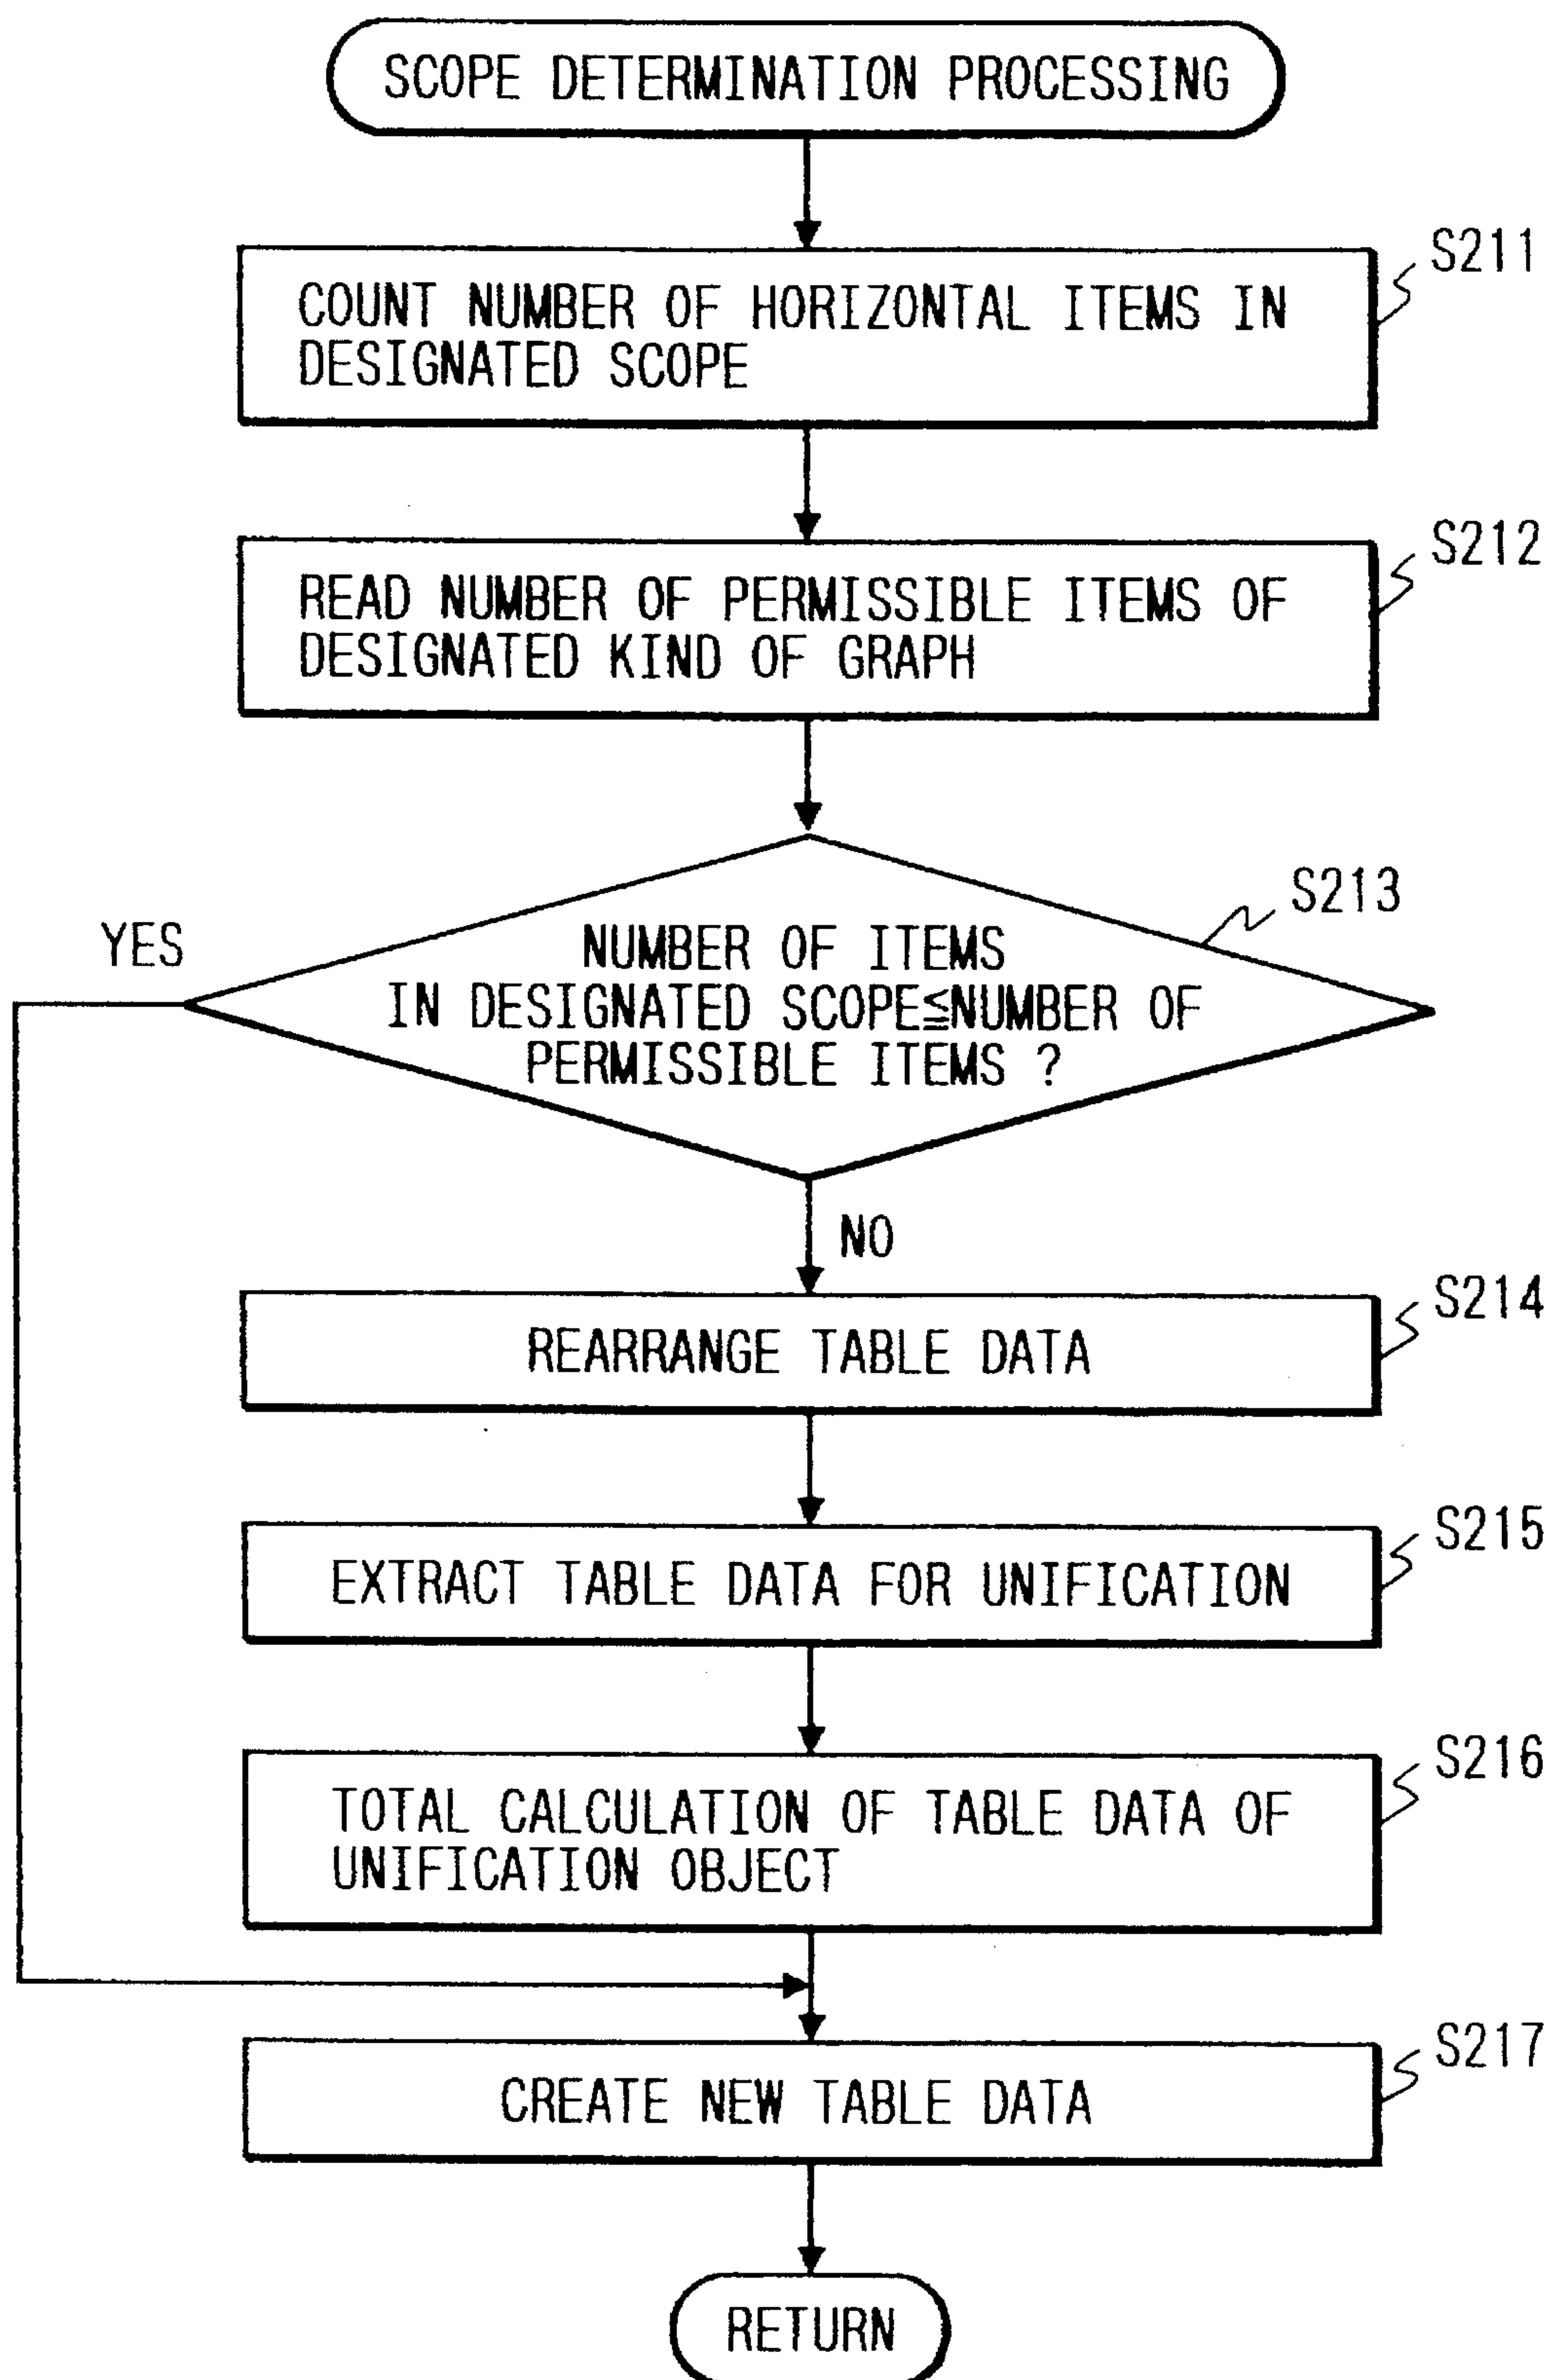 SCOPE DETERMINATION PROCESSING
S211
COUNT NUMBER OF HORIZONTAL ITEMS IN
DESIGNATED SCOPE
S212
READ NUMBER OF PERMISSIBLE ITEMS OF
DESIGNATED KIND OF GRAPH
S213
YES
NUMBER OF ITEMS
IN DESIGNATED SCOPE≦NUMBER OF
PERMISSIBLE ITEMS ?
NO
S214
REARRANGE TABLE DATA
S215
EXTRACT TABLE DATA FOR UNIFICATION
S216
TOTAL CALCULATION OF TABLE DATA OF
UNIFICATION OBJECT
S217
CREATE NEW TABLE DATA
RETURN